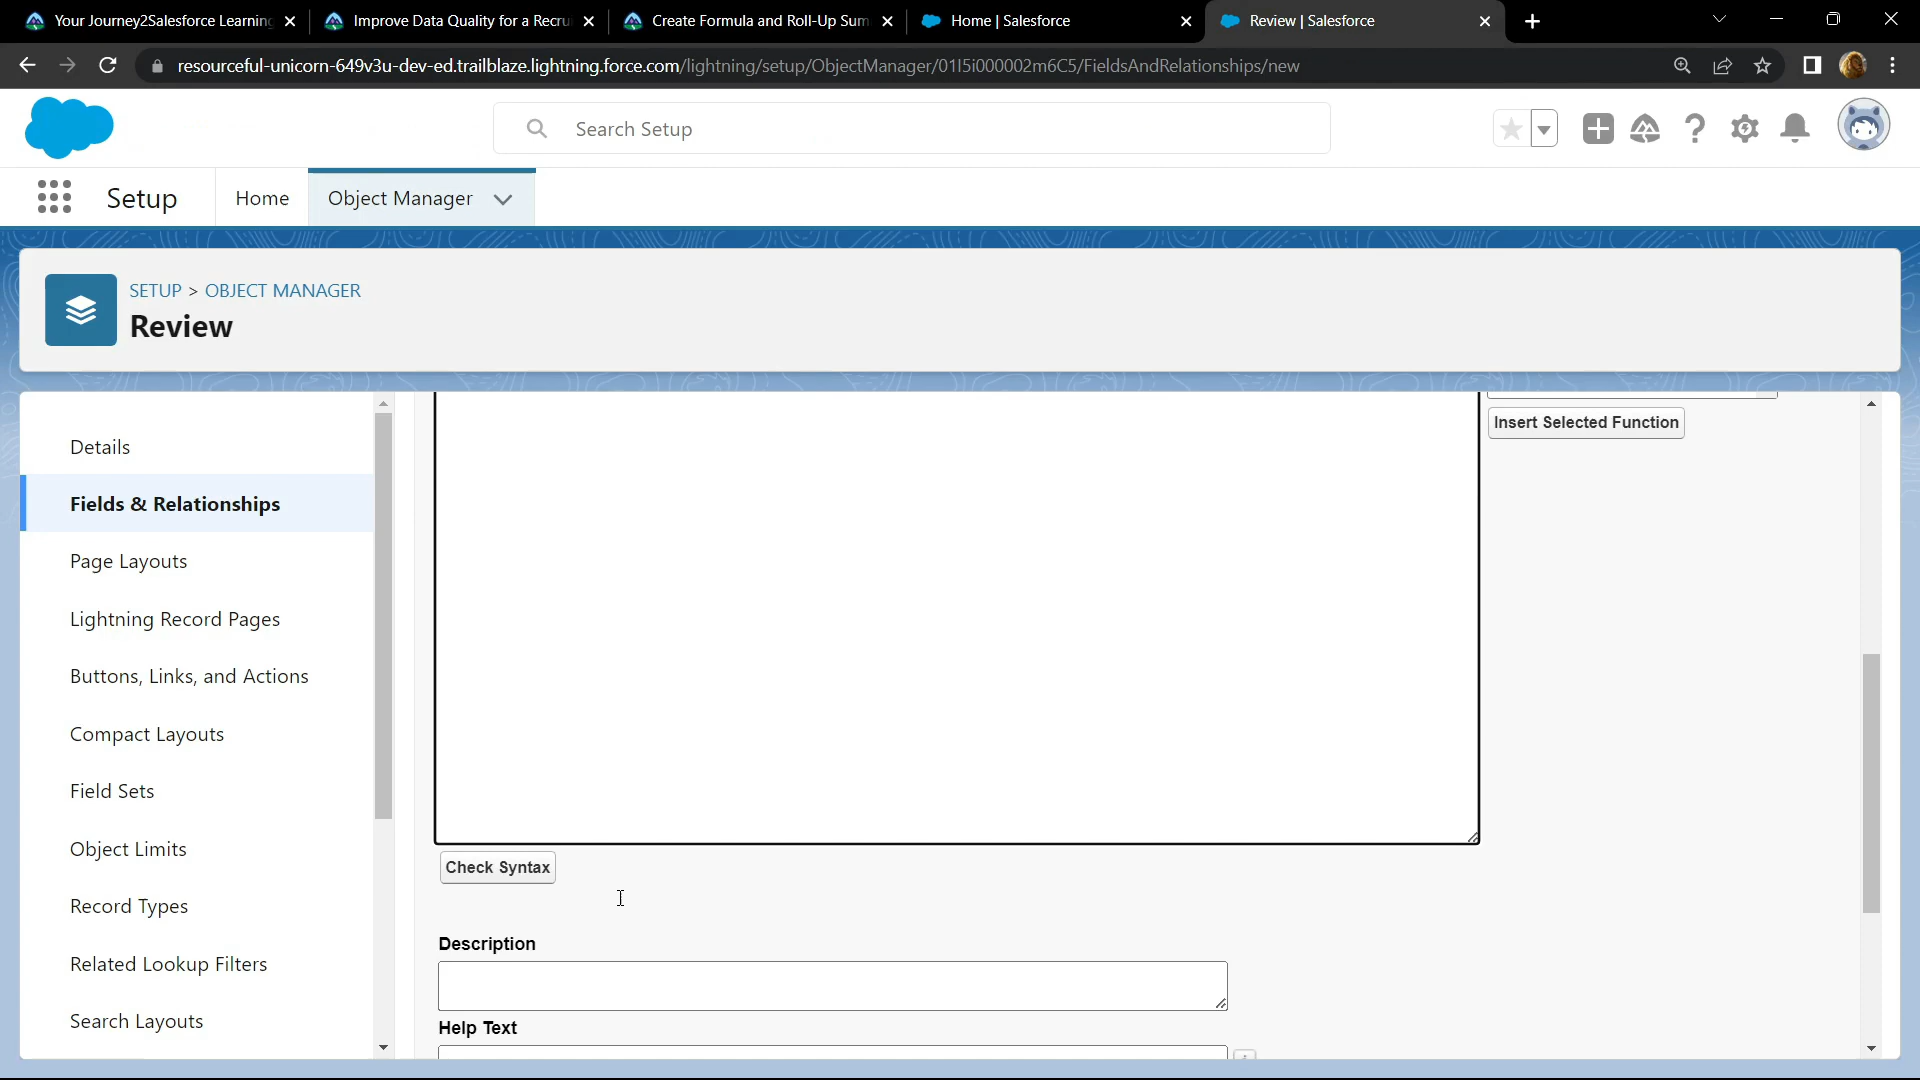 Your Journey2Salesforce Learning
Improve Data Quality for a Recru
Create Formula and Roll-Up Sum
Home | Salesforce
Review | Salesforce
resourceful-unicorn-649v3u-dev-ed.trailblaze.lightning.force.com/lightning/setup/ObjectManager/01I5i000002m6C5/FieldsAndRelationships/new
Search Setup
Setup
Home
Object Manager
SETUP > OBJECT MANAGER
Review
Details
Fields & Relationships
Page Layouts
Lightning Record Pages
Buttons, Links, and Actions
Compact Layouts
Field Sets
Object Limits
Record Types
Related Lookup Filters
Search Layouts
Insert Selected Function
Check Syntax
Description
Help Text